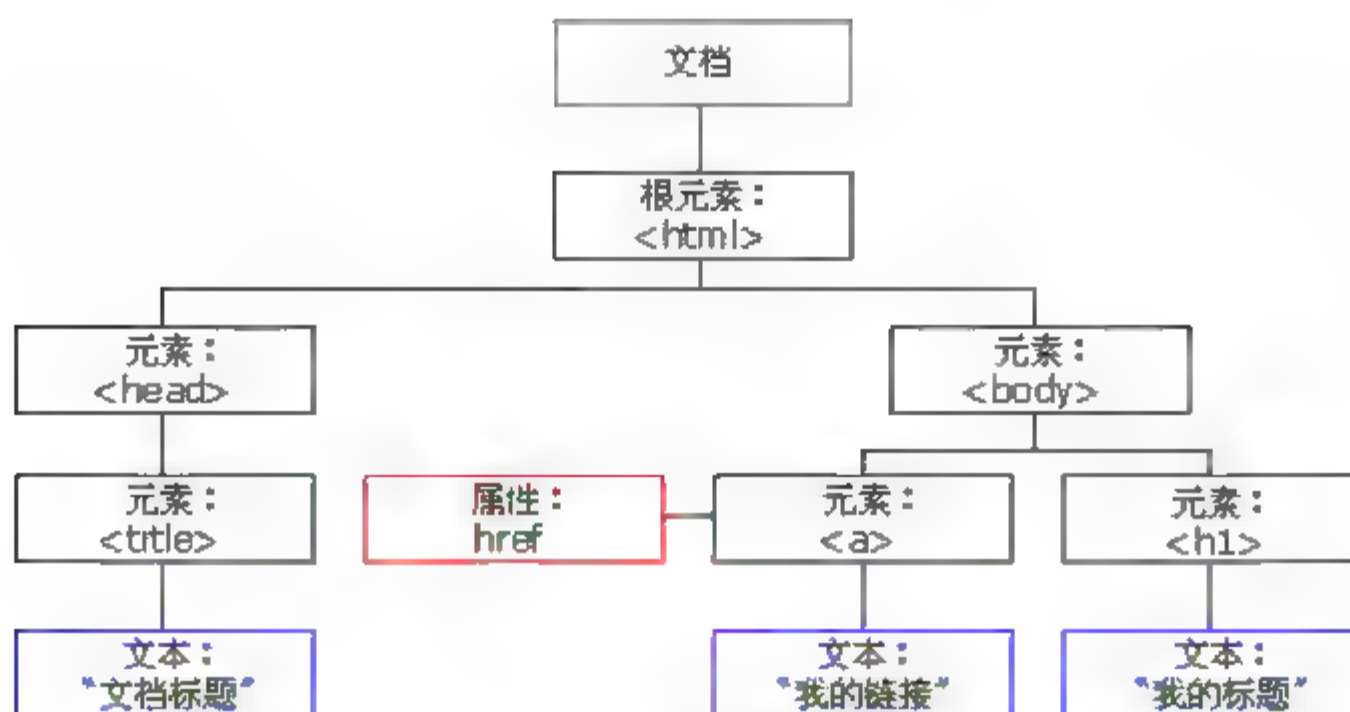 文档
根元素：
<html>
元素：
<head>
元素：
<body>
元素：
<title>
属性：
href
元素：
<a>
元素：
<h1>
文本：
"文档标题"
文本：
"我的链接"
文本：
"我的标题"